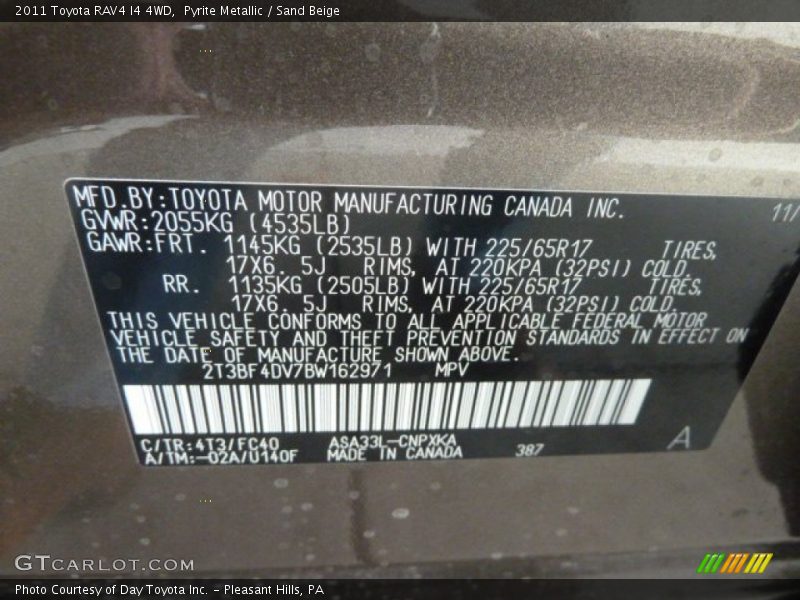 2011 Toyota RAV4 I4 4WD,  Pyrite Metallic / Sand Beige
MFD.BY:TOYOTA MOTOR MANUFACTURING CANADA INC. 11/
GVWR:2055KG (4535LB)
GAWR:FRT. 1145KG (2535LB) WITH 225/65R17 TIRES,
17X6.5J RIMS, AT 220KPA (32PSI) COLD.
RR. 1135KG (2505LB) WITH 225/65R17 TIRES,
17X6.5J RIMS, AT 220KPA (32PSI) COLD.
THIS VEHICLE CONFORMS TO ALL APPLICABLE FEDERAL MOTOR
VEHICLE SAFETY AND THEFT PREVENTION STANDARDS IN EFFECT ON
THE DATE OF MANUFACTURE SHOWN ABOVE.
2T3BF4DV7BW162971 MPV
C/TR:4T3/FC40 ASA33L-CNPXKA 387 A
A/TM:-02A/U140F MADE IN CANADA
GTCARLOT.COM
Photo Courtesy of Day Toyota Inc. - Pleasant Hills, PA